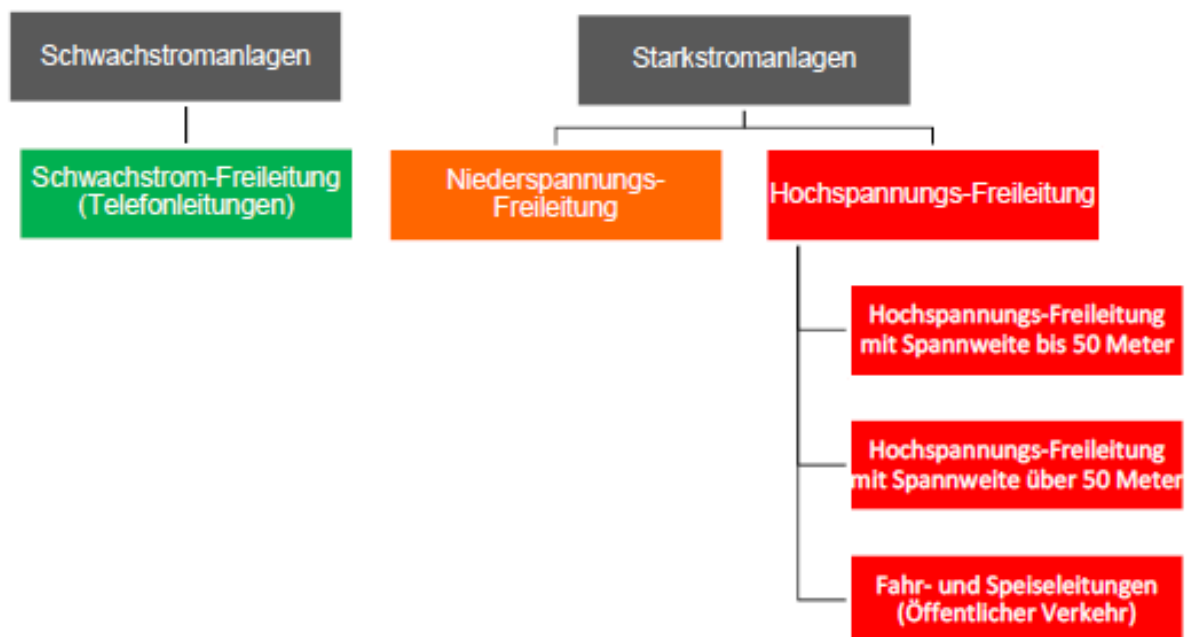 Schwachstromanlagen
Starkstromanlagen
Schwachstrom-Freileitung
(Telefonleitungen)
Niederspannungs-
Freileitung
Hochspannungs-Freileitung
Hochspannungs-Freileitung
mit Spannweite bis 50 Meter
Hochspannungs-Freileitung
mit Spannweite über 50 Meter
Fahr- und Speiseleitungen
(Öffentlicher Verkehr)